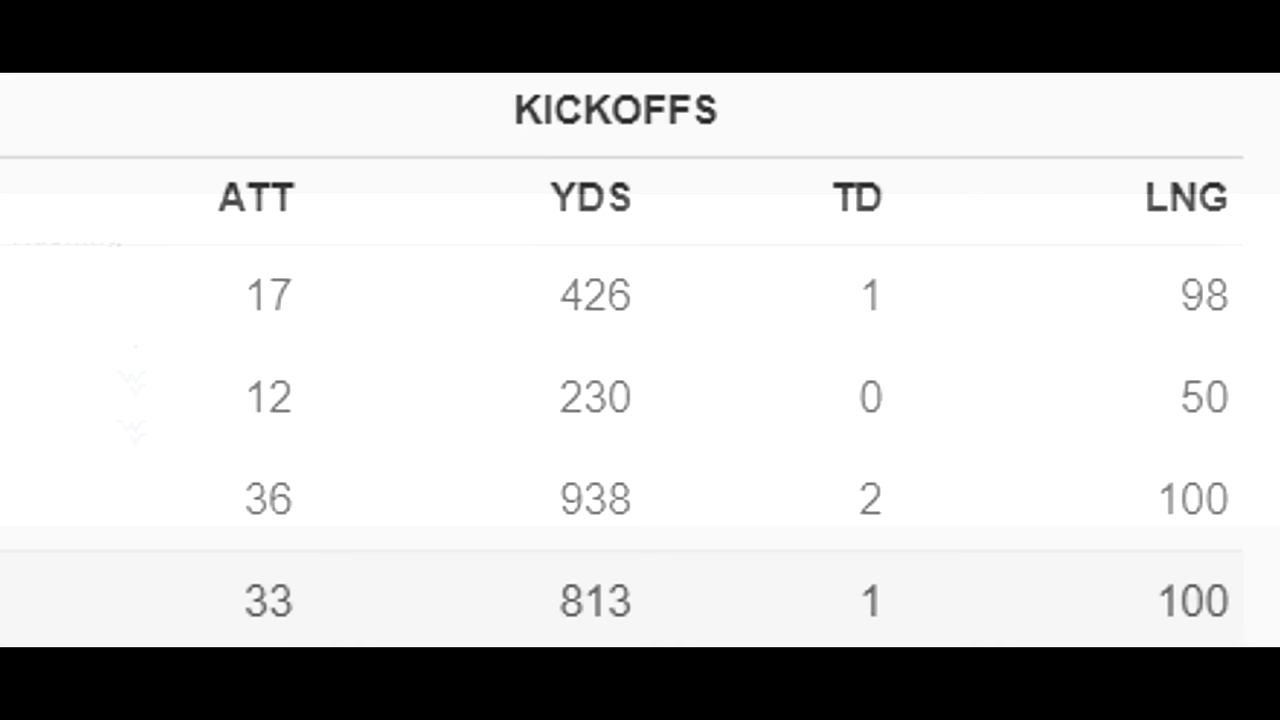 KICKOFFS
ATT YDS TD LNG
17 426 1 98
12 230 0 50
36 938 2 100
33 813 1 100